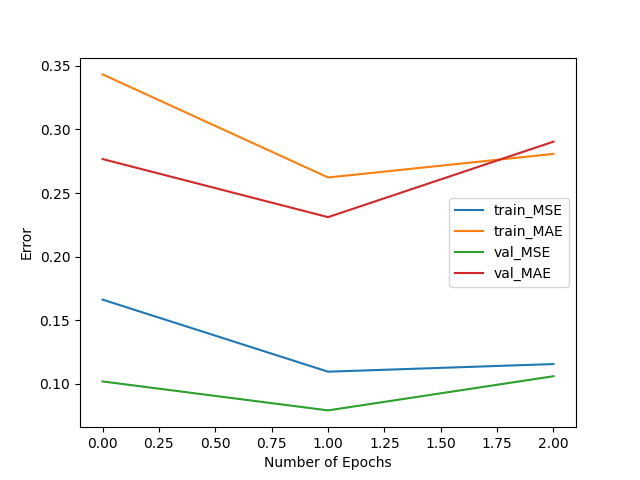 0.35
0.30
0.25
0.20
0.15
0.10
Error
train_MSE
train_MAE
val_MSE
val_MAE
0.00 0.25 0.50 0.75 1.00 1.25 1.50 1.75 2.00
Number of Epochs